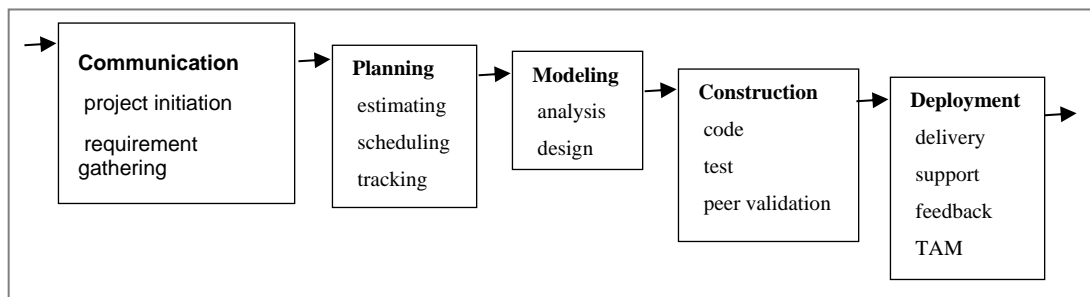 Communication
project initiation
requirement
gathering
Planning
estimating
scheduling
tracking
Modeling
analysis
design
Construction
code
test
peer validation
Deployment
delivery
support
feedback
TAM